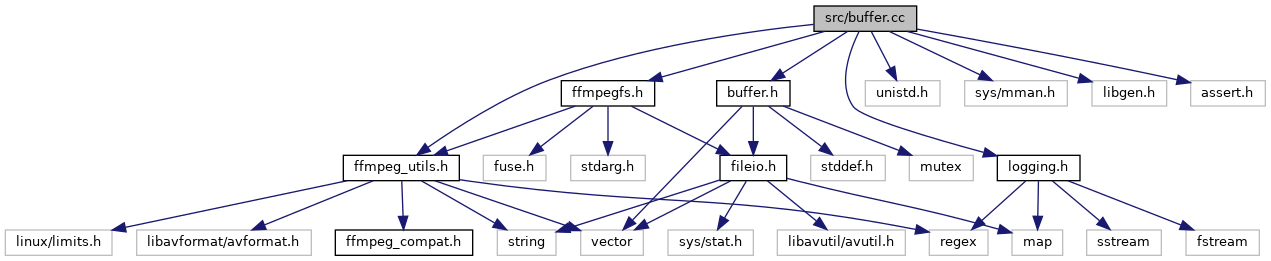 src/buffer.cc
ffmpegfs.h
buffer.h
unistd.h
sys/mman.h
libgen.h
assert.h
ffmpeg_utils.h
fuse.h
stdarg.h
fileio.h
stddef.h
mutex
logging.h
linux/limits.h
libavformat/avformat.h
ffmpeg_compat.h
string
vector
sys/stat.h
libavutil/avutil.h
regex
map
sstream
fstream